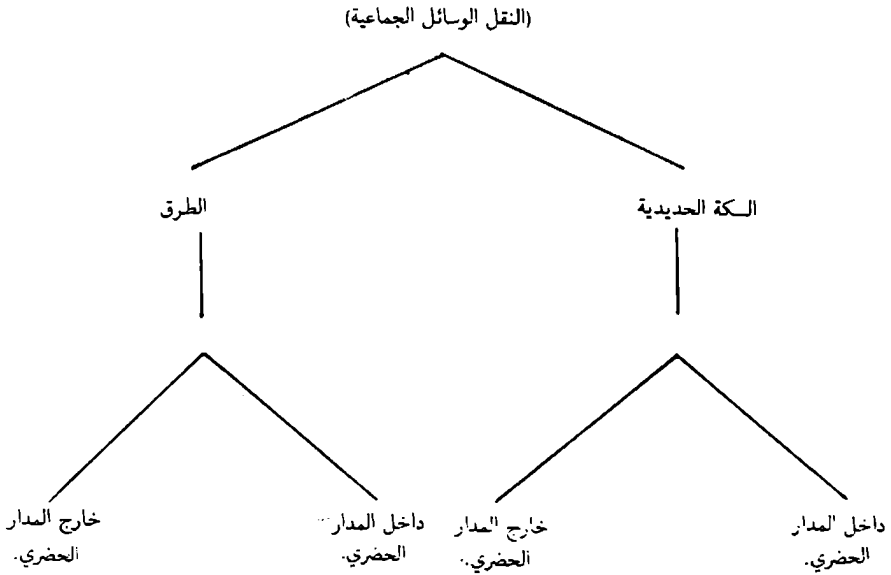 (النقل الوسائل الجماعية)
السكة الحديدية
الطرق
داخل المدار
الحضري.
خارج المدار
الحضري.
داخل المدار
الحضري.
خارج المدار
الحضري.